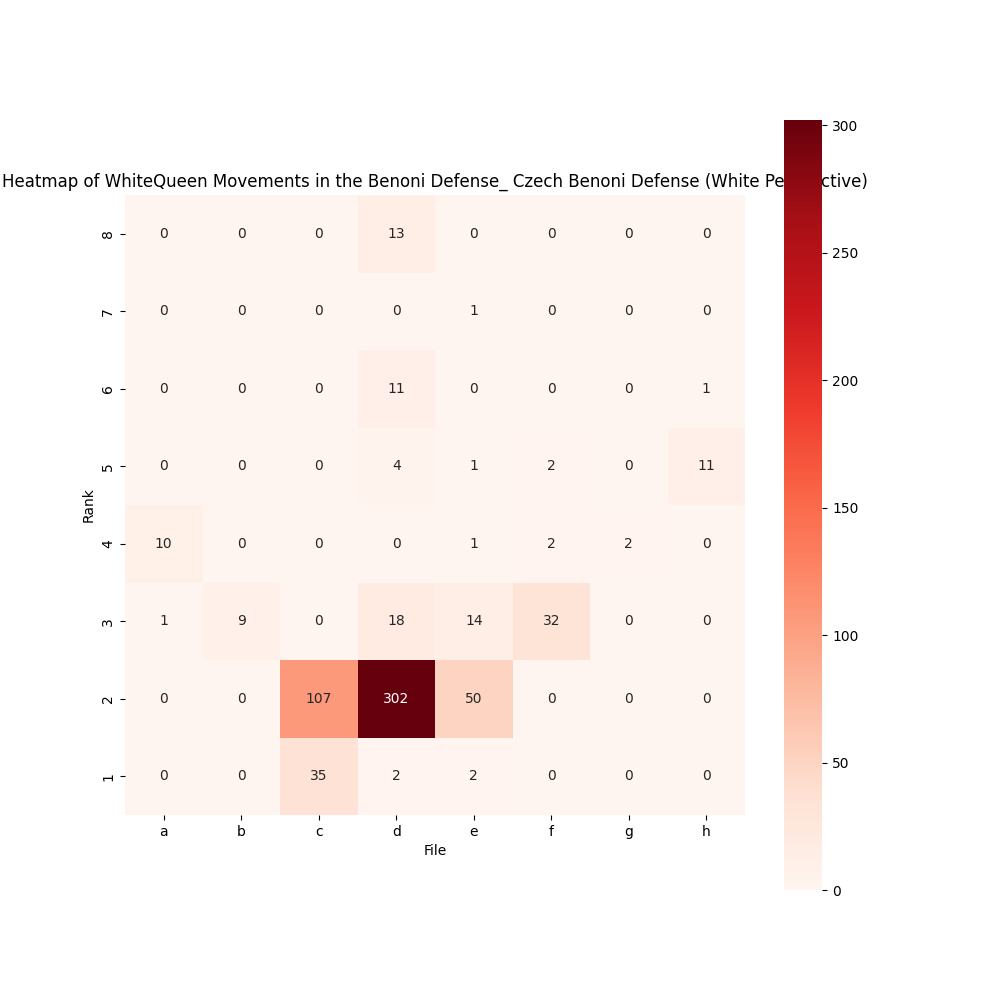 Heatmap of WhiteQueen Movements in the Benoni Defense_ Czech Benoni Defense (White Pe ctive)
8 0 0 0 13 0 0 0 0
7 0 0 0 0 1 0 0 0
6 0 0 0 11 0 0 0 1
5 0 0 0 4 1 2 0 11
4 10 0 0 0 1 2 2 0
3 1 9 0 18 14 32 0 0
2 0 0 107 302 50 0 0 0
1 0 0 35 2 2 0 0 0
a b c d e f g h
File
Rank
300
250
200
150
100
50
0